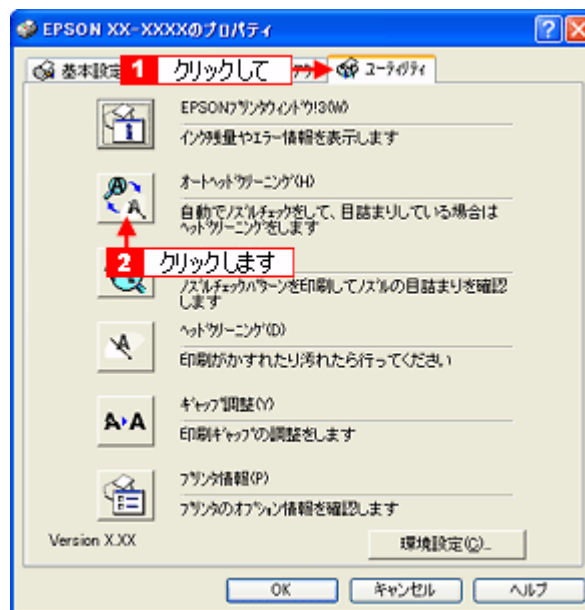 EPSON XX-XXXXのプロパティ
基本設定 1 クリックして ユーティリティ
EPSONプリンタウィンドウ!3(W)
インク残量やエラー情報を表示します
オートヘッドクリーニング(H)
自動でノズルチェックをして、目詰まりしている場合は
ヘッドクリーニングをします
2 クリックします
ノズルチェックパターンを印刷してノズルの目詰まりを確認
します
ヘッドクリーニング(D)
印刷がかすれたり汚れたら行ってください
ギャップ調整(Y)
印刷ギャップの調整をします
プリンタ情報(P)
プリンタのオプション情報を確認します
Version X.XX
環境設定(C)...
OK キャンセル ヘルプ